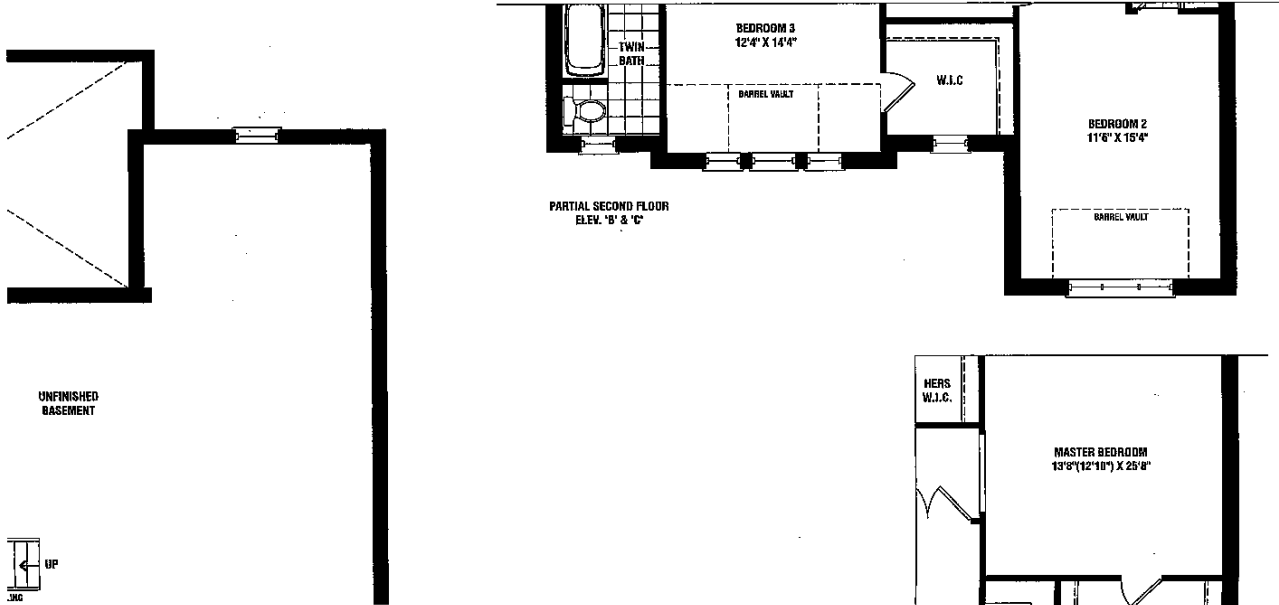 BEDROOM 3
12'4" X 14'4"
TWIN
BATH
W.I.C
BARREL VAULT
BEDROOM 2
11'6" X 15'4"
PARTIAL SECOND FLOOR
ELEV. 'B' & 'C'
BARREL VAULT
UNFINISHED
BASEMENT
HERS
W.I.C.
MASTER BEDROOM
13'8"(12'10") X 25'8"
UP